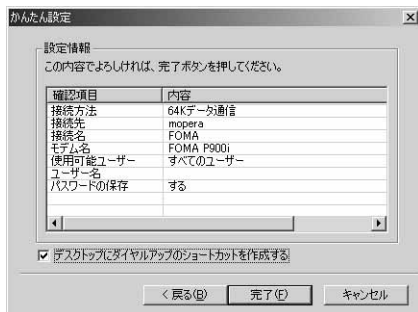 かんたん設定
設定情報
この内容でよろしければ、完了ボタンを押してください。
確認項目 内容
接続方法 64Kデータ通信
接続先 mopera
接続名 FOMA
モデム名 FOMA P900i
使用可能ユーザー すべてのユーザー
ユーザー名
パスワードの保存 する
デスクトップにダイヤルアップのショートカットを作成する
< 戻る(B) 完了(F) キャンセル